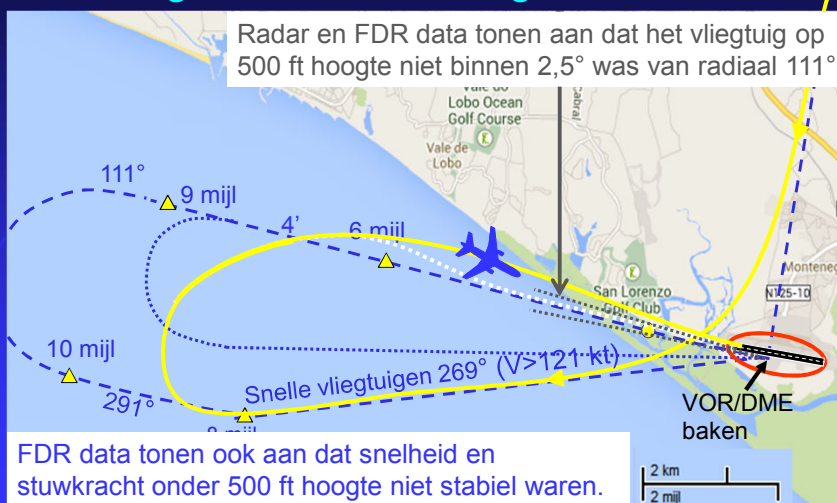 Radar en FDR data tonen aan dat het vliegtuig op
500 ft hoogte niet binnen 2,5° was van radiaal 111°
Lobo Ocean
Golf Course
Cabral
Vale de
Lobo
111°
9 mijl
4'
6 mijl
San Lorenzo
Golf Club
Montene
N125-10
10 mijl
291°
Snelle vliegtuigen 269° (V>121 kt)
VOR/DME
baken
FDR data tonen ook aan dat snelheid en
stuwkracht onder 500 ft hoogte niet stabiel waren.
2 km
2 mijl